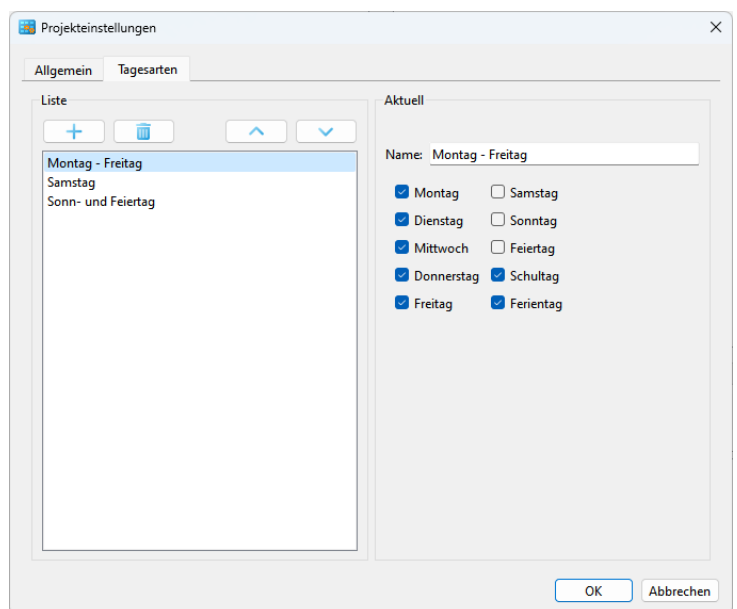 Projekteinstellungen
Allgemein Tagesarten
Liste
Montag - Freitag
Samstag
Sonn- und Feiertag
Aktuell
Name: Montag - Freitag
Montag Samstag
Dienstag Sonntag
Mittwoch Feiertag
Donnerstag Schultag
Freitag Ferientag
OK Abbrechen